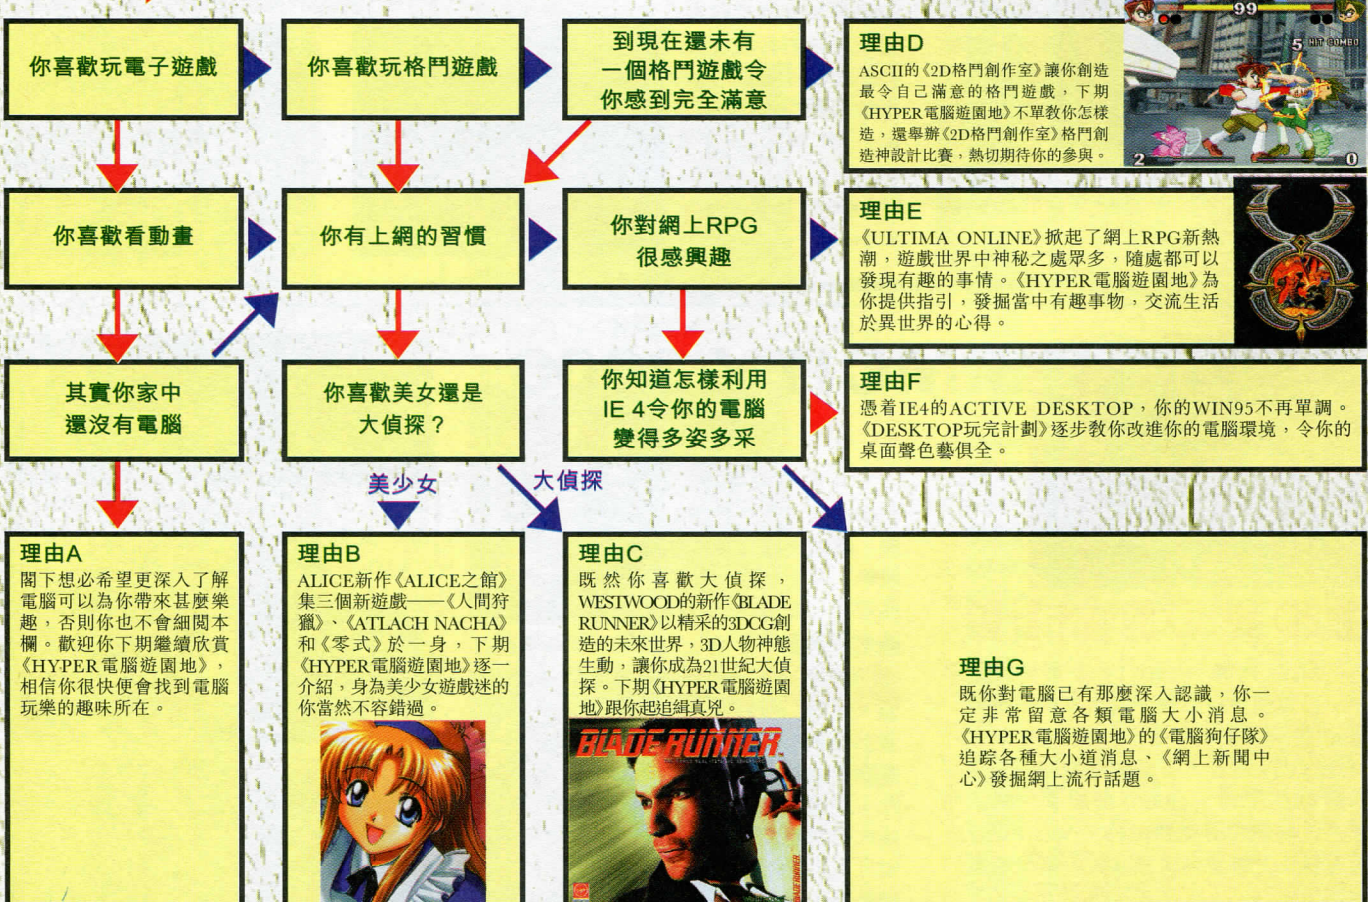 你喜歡玩電子遊戲
你喜歡玩格鬥遊戲
到現在還未有
一個格鬥遊戲令
你感到完全滿意
理由D
ASCII的《2D格鬥創作室》讓你創造
最令自己滿意的格鬥遊戲，下期
《HYPER電腦遊園地》不單教你怎樣
造，還舉辦《2D格鬥創作室》格鬥創
造神設計比賽，熱切期待你的參與。
99
5 HIT COMBO
2
0
你喜歡看動畫
你有上網的習慣
你對網上RPG
很感興趣
理由E
《ULTIMA ONLINE》掀起了網上RPG新熱
潮，遊戲世界中神秘之處眾多，隨處都可以
發現有趣的事情。《HYPER電腦遊園地》為
你提供指引，發掘當中有趣事物，交流生活
於異世界的心得。
其實你家中
還沒有電腦
你喜歡美女還是
大偵探？
你知道怎樣利用
IE 4令你的電腦
變得多姿多采
理由F
憑着IE4的ACTIVE DESKTOP，你的WIN95不再單調。
《DESKTOP玩完計劃》逐步教你改進你的電腦環境，令你的
桌面聲色藝俱全。
美少女
大偵探
理由A
閣下想必希望更深入了解
電腦可以為你帶來甚麼樂
趣，否則你也不會細閱本
欄。歡迎你下期繼續欣賞
《HYPER電腦遊園地》，
相信你很快便會找到電腦
玩樂的趣味所在。
理由B
ALICE新作《ALICE之館》
集三個新遊戲——《人間狩
獵》、《ATLACH NACHA》
和《零式》於一身，下期
《HYPER電腦遊園地》逐一
介紹，身為美少女遊戲迷的
你當然不容錯過。
理由C
既然你喜歡大偵探，
WESTWOOD的新作《BLADE
RUNNER》以精采的3DCG創
造的未來世界，3D人物神態
生動，讓你成為21世紀大偵
探。下期《HYPER電腦遊園
地》跟你起追緝真兇。
BLADE RUNNER
BLADE RUNNER
理由G
既你對電腦已有那麼深入認識，你一
定非常留意各類電腦大小消息。
《HYPER電腦遊園地》的《電腦狗仔隊》
追踪各種大小道消息、《網上新聞中
心》發掘網上流行話題。